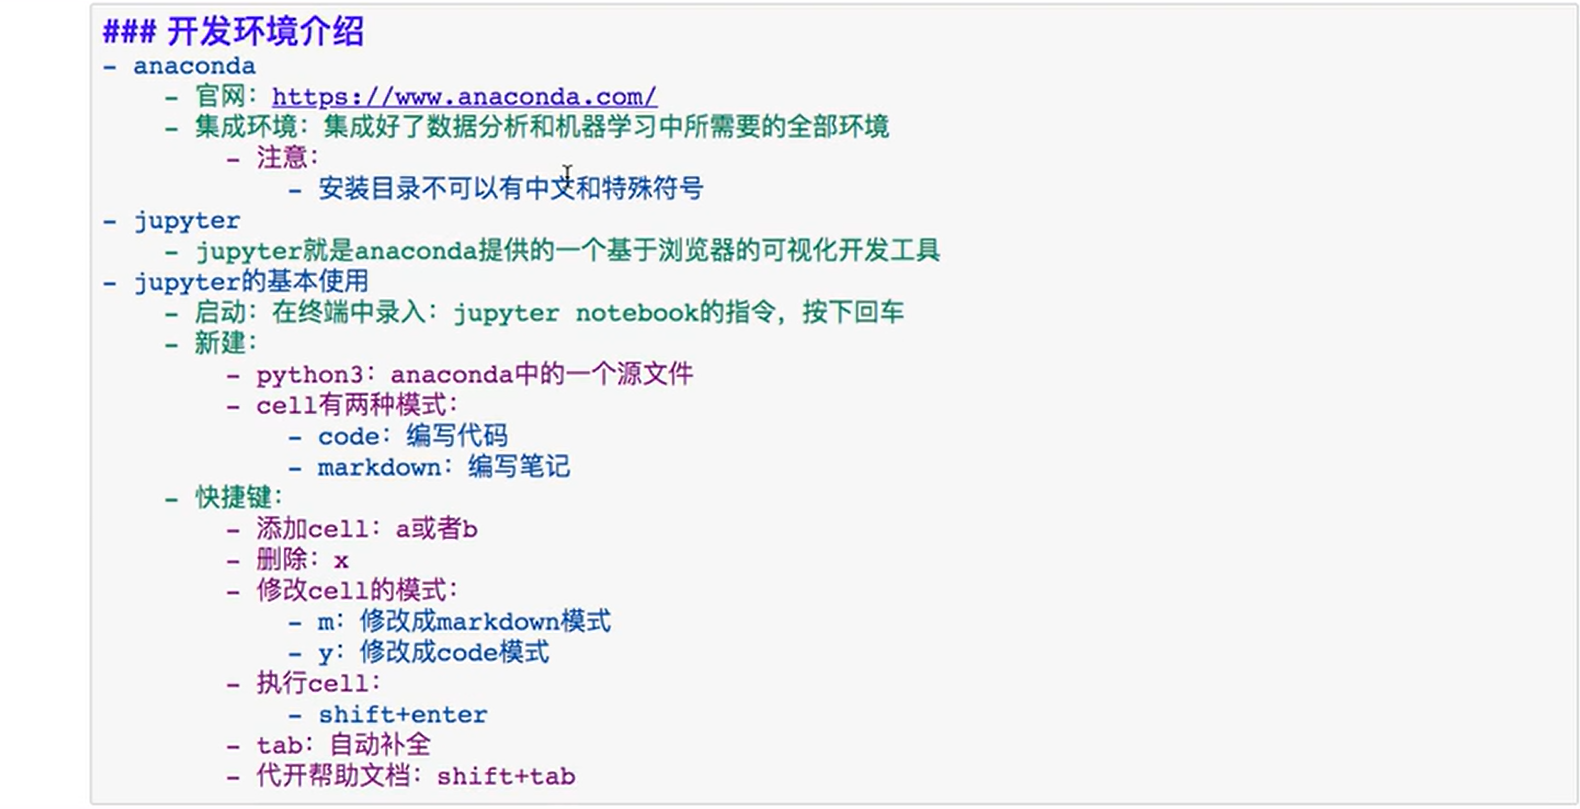 ### 开发环境介绍
- anaconda
- 官网：https://www.anaconda.com/
- 集成环境：集成好了数据分析和机器学习中所需要的全部环境
- 注意：
- 安装目录不可以有中文和特殊符号
- jupyter
- jupyter就是anaconda提供的一个基于浏览器的可视化开发工具
- jupyter的基本使用
- 启动：在终端中录入：jupyter notebook的指令，按下回车
- 新建：
- python3：anaconda中的一个源文件
- cell有两种模式：
- code：编写代码
- markdown：编写笔记
- 快捷键：
- 添加cell：a或者b
- 删除：x
- 修改cell的模式：
- m：修改成markdown模式
- y：修改成code模式
- 执行cell：
- shift+enter
- tab：自动补全
- 代开帮助文档：shift+tab